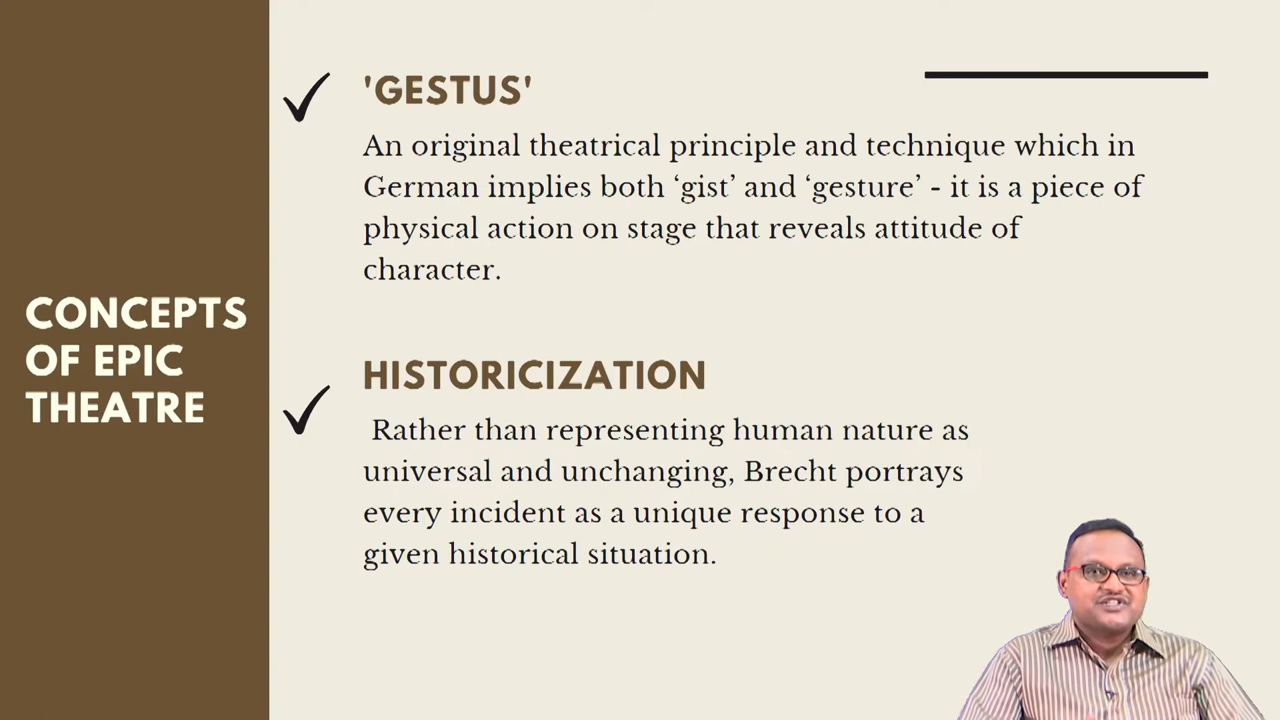 CONCEPTS
OF EPIC
THEATRE
'GESTUS'
An original theatrical principle and technique which in
German implies both ‘gist’ and ‘gesture’ - it is a piece of
physical action on stage that reveals attitude of
character.
HISTORICIZATION
Rather than representing human nature as
universal and unchanging, Brecht portrays
every incident as a unique response to a
given historical situation.